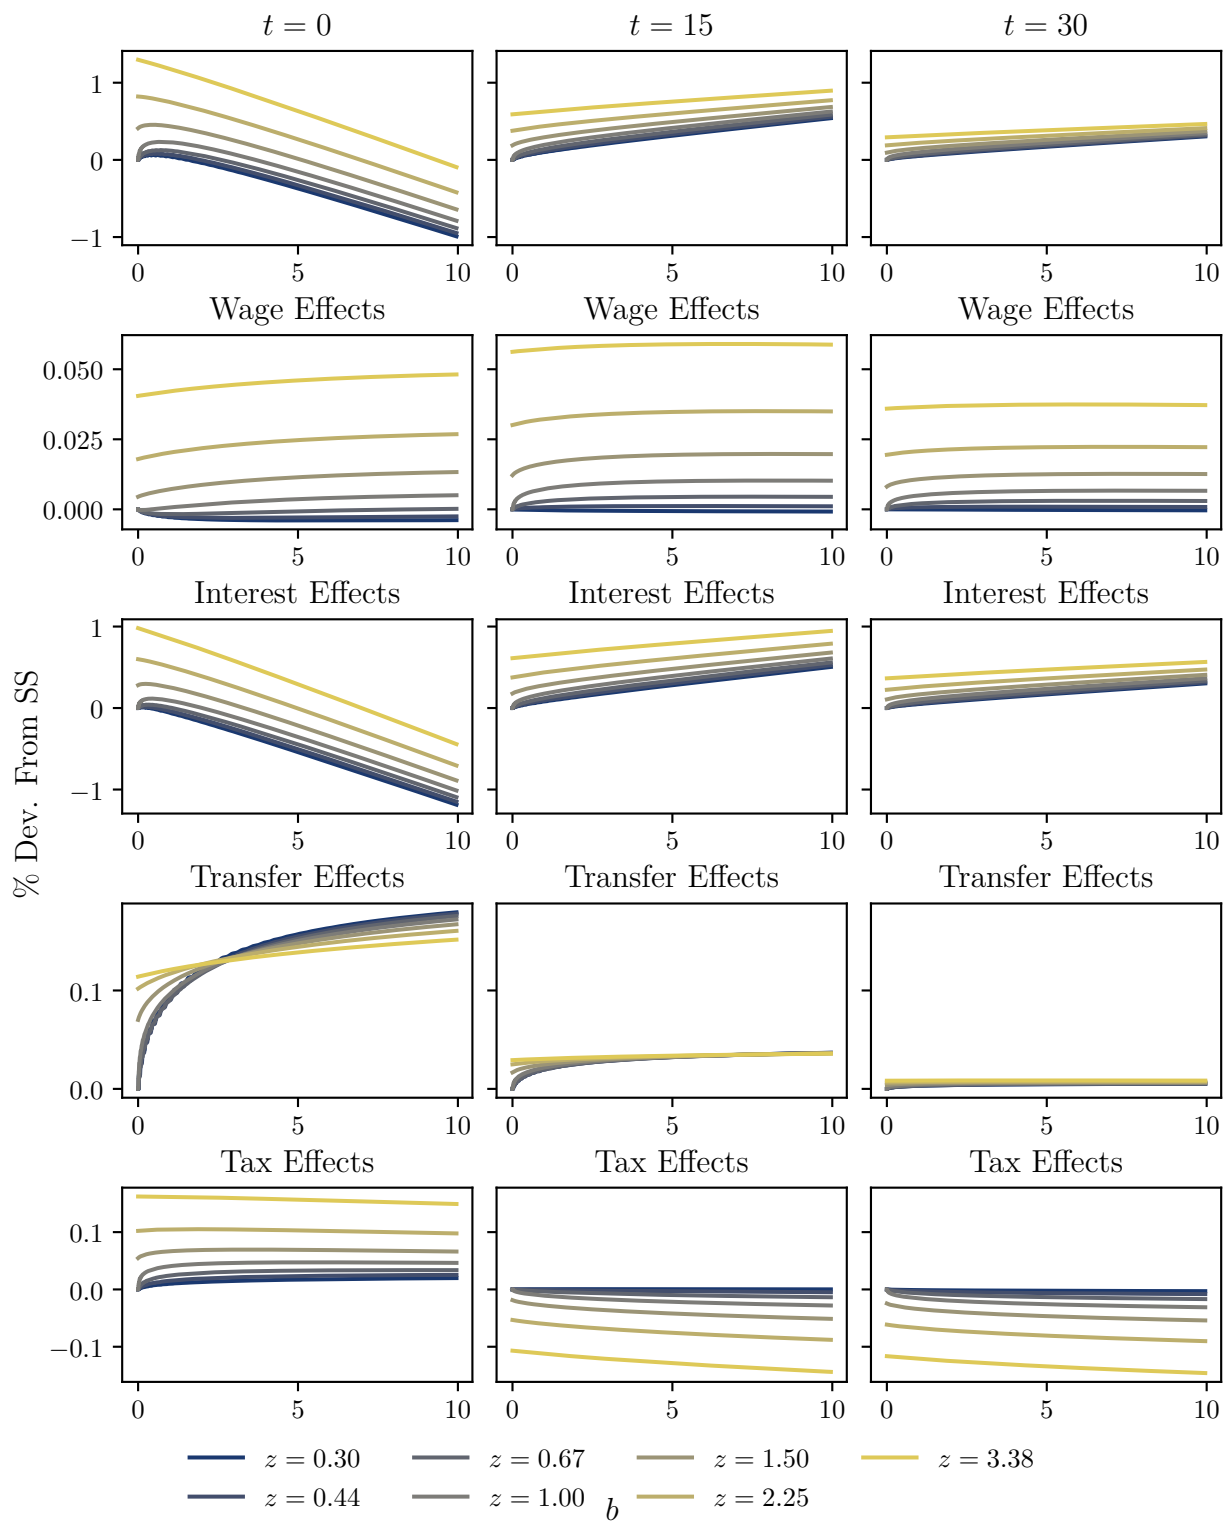 t = 0 t = 15 t = 30
1
0
−1
0 5 10 0 5 10 0 5 10
Wage Effects Wage Effects Wage Effects
0.050
0.025
0.000
0 5 10 0 5 10 0 5 10
Interest Effects Interest Effects Interest Effects
1
0
−1
0 5 10 0 5 10 0 5 10
% Dev. From SS
Transfer Effects Transfer Effects Transfer Effects
0.1
0.0
0 5 10 0 5 10 0 5 10
Tax Effects Tax Effects Tax Effects
0.1
0.0
−0.1
0 5 10 0 5 10 0 5 10
z = 0.30 z = 0.67 z = 1.50 z = 3.38
z = 0.44 z = 1.00 z = 2.25
b